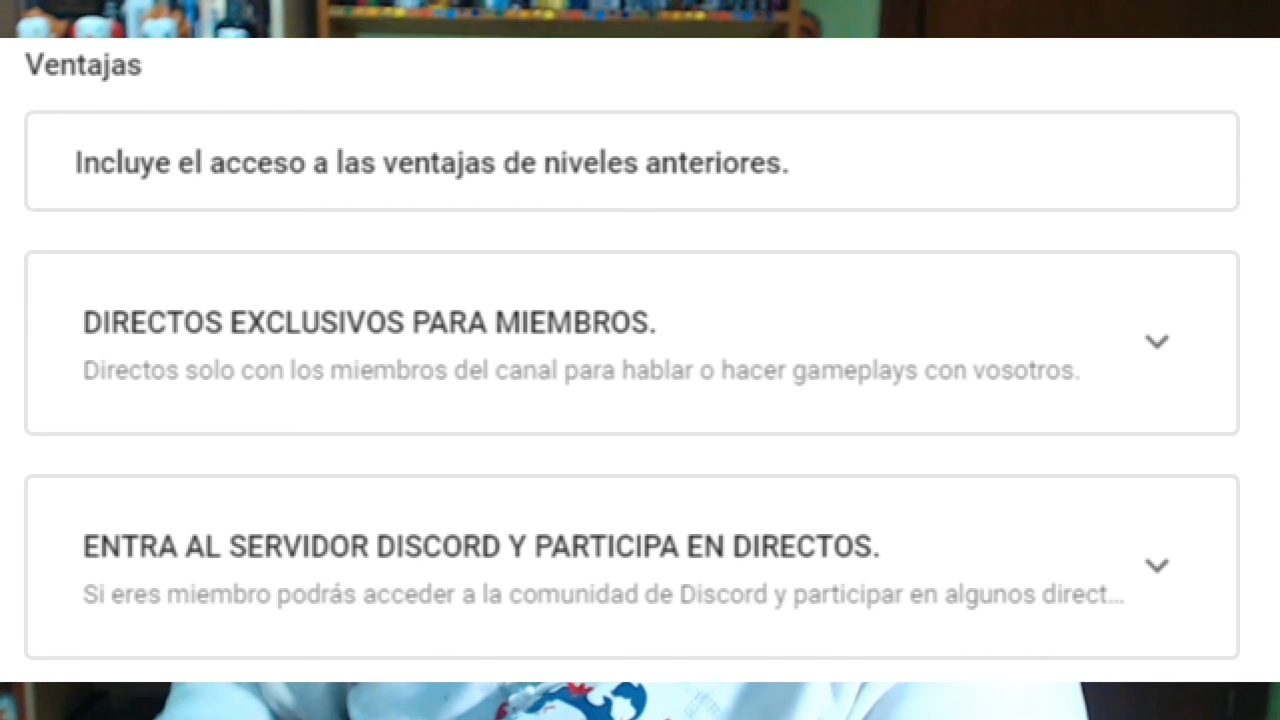 Ventajas
Incluye el acceso a las ventajas de niveles anteriores.
DIRECTOS EXCLUSIVOS PARA MIEMBROS.
Directos solo con los miembros del canal para hablar o hacer gameplays con vosotros.
ENTRA AL SERVIDOR DISCORD Y PARTICIPA EN DIRECTOS.
Si eres miembro podrás acceder a la comunidad de Discord y participar en algunos direct...